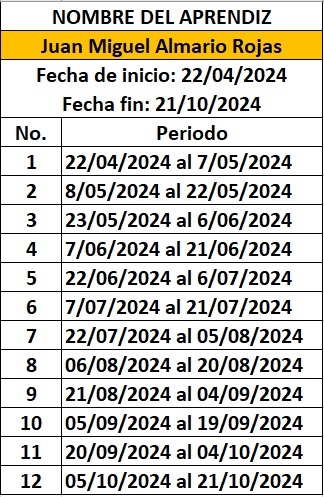 NOMBRE DEL APRENDIZ
Juan Miguel Almario Rojas
Fecha de inicio: 22/04/2024
Fecha fin: 21/10/2024
No. Periodo
1 22/04/2024 al 7/05/2024
2 8/05/2024 al 22/05/2024
3 23/05/2024 al 6/06/2024
4 7/06/2024 al 21/06/2024
5 22/06/2024 al 6/07/2024
6 7/07/2024 al 21/07/2024
7 22/07/2024 al 05/08/2024
8 06/08/2024 al 20/08/2024
9 21/08/2024 al 04/09/2024
10 05/09/2024 al 19/09/2024
11 20/09/2024 al 04/10/2024
12 05/10/2024 al 21/10/2024